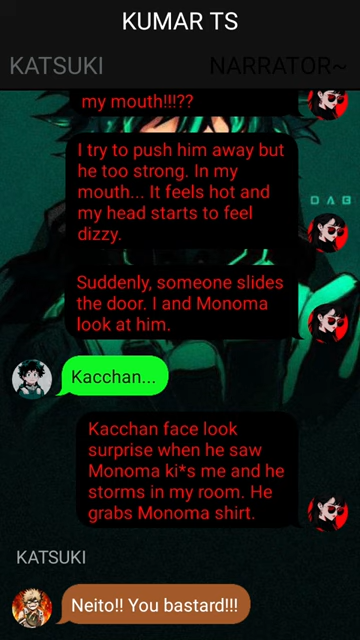 KUMAR TS
KATSUKI
NARRATOR~
my mouth!!!??
I try to push him away but
he too strong. In my
mouth... It feels hot and
my head starts to feel
dizzy.
D A B
Suddenly, someone slides
the door. I and Monoma
look at him.
Kacchan...
Kacchan face look
surprise when he saw
Monoma ki*s me and he
storms in my room. He
grabs Monoma shirt.
KATSUKI
Neito!! You bastard!!!